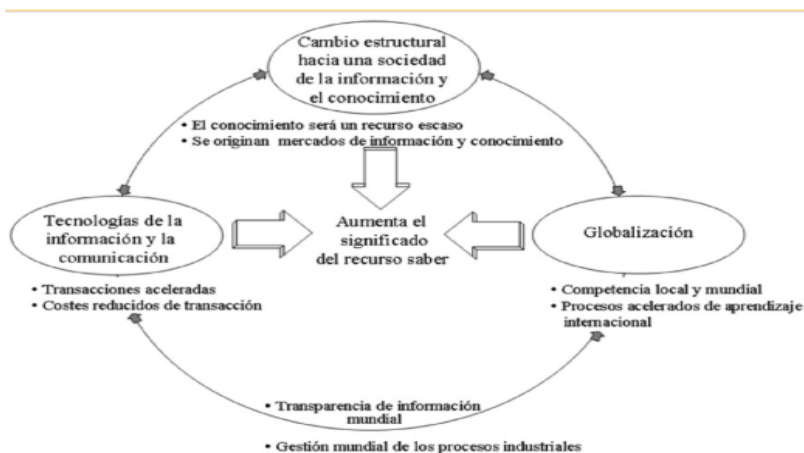 Cambio estructural
hacia una sociedad
de la información y
el conocimiento
• El conocimiento será un recurso escaso
• Se originan mercados de información y conocimiento
Tecnologías de la
información y la
comunicación
Aumenta el
significado
del recurso saber
Globalización
• Transacciones aceleradas
• Costes reducidos de transacción
• Competencia local y mundial
• Procesos acelerados de aprendizaje
internacional
• Transparencia de información
mundial
• Gestión mundial de los procesos industriales